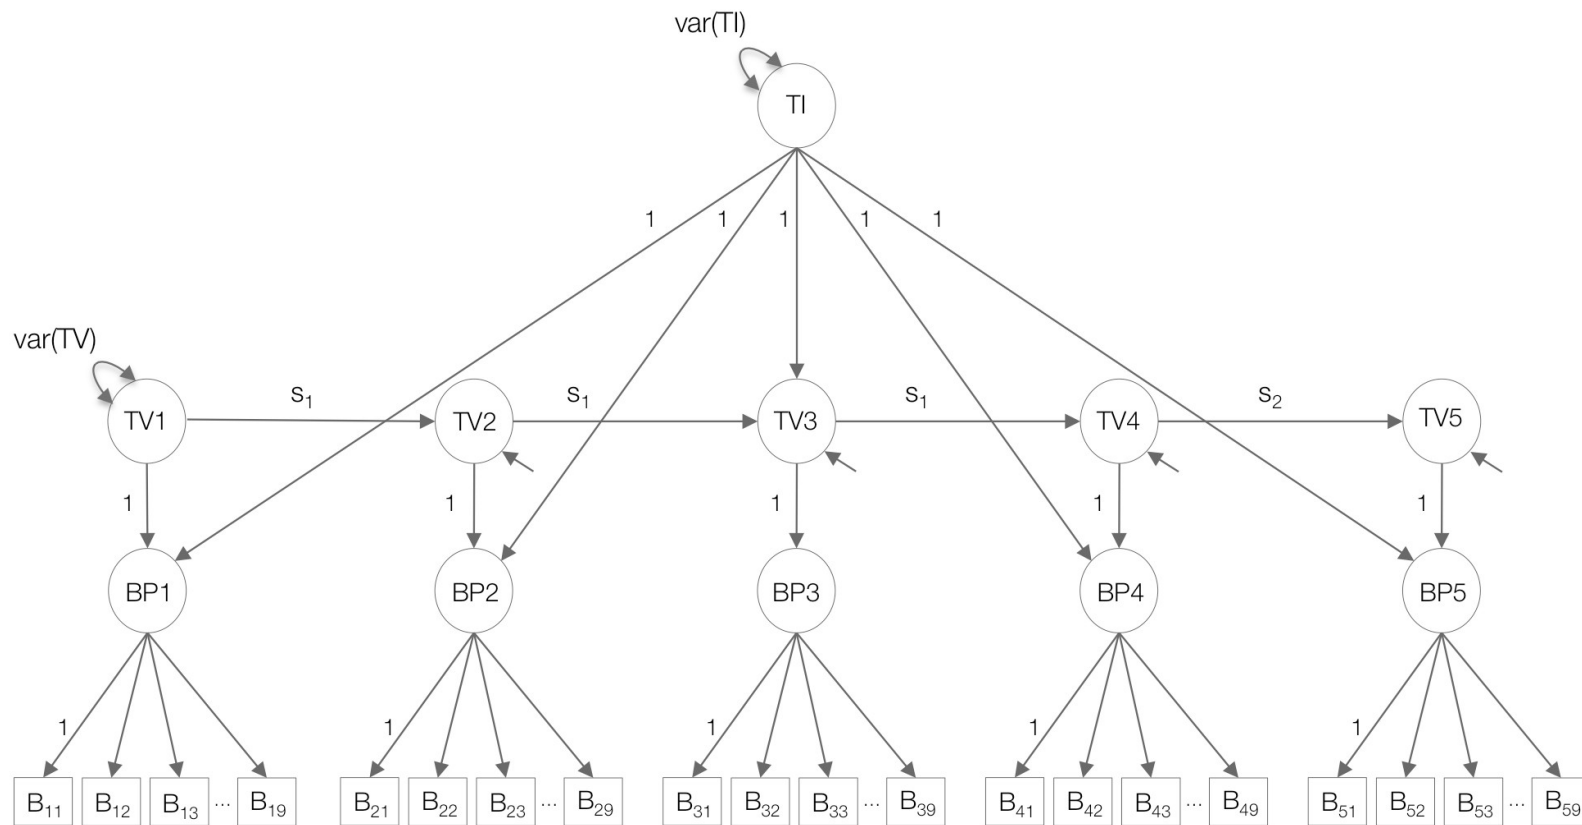 var(TI)
TI
1 1 1 1 1
var(TV)
S₁ S₁ S₁ S₂
TV1 TV2 TV3 TV4 TV5
1 1 1 1 1
BP1 BP2 BP3 BP4 BP5
1 1 1 1 1
B₁₁ B₁₂ B₁₃ ... B₁₉ B₂₁ B₂₂ B₂₃ ... B₂₉ B₃₁ B₃₂ B₃₃ ... B₃₉ B₄₁ B₄₂ B₄₃ ... B₄₉ B₅₁ B₅₂ B₅₃ ... B₅₉